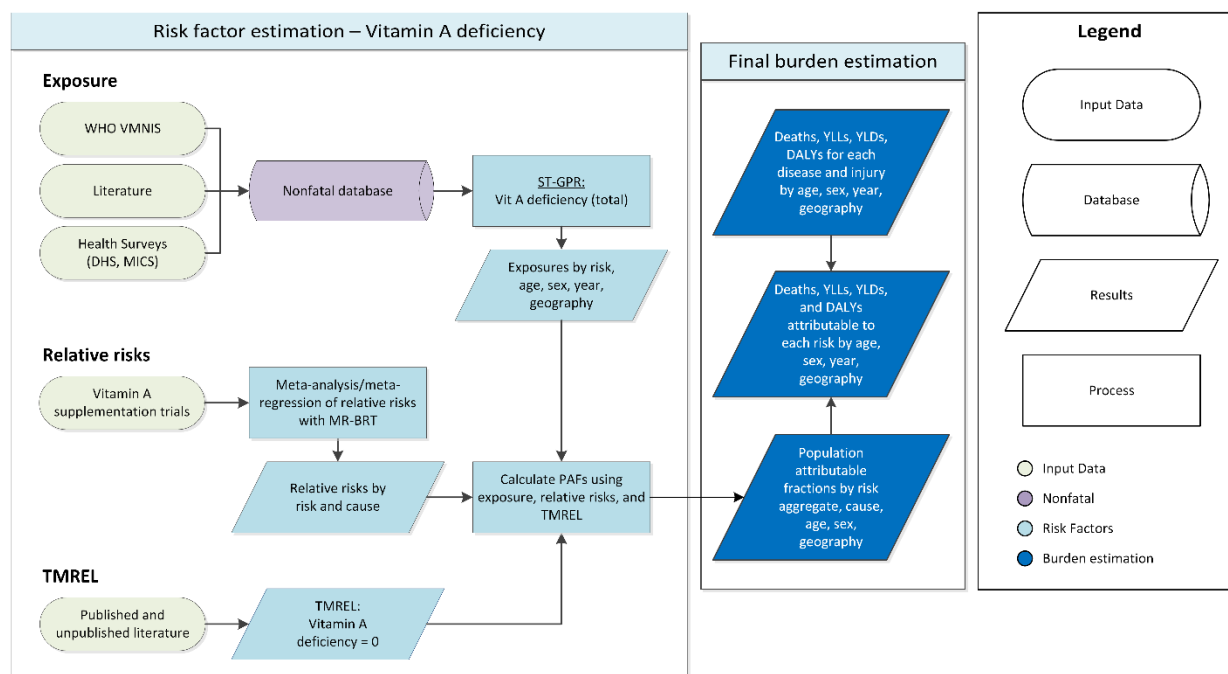 Risk factor estimation – Vitamin A deficiency
Exposure
WHO VMNIS
Literature
Health Surveys
(DHS, MICS)
Nonfatal database
ST-GPR:
Vit A deficiency (total)
Exposures by risk,
age, sex, year,
geography
Relative risks
Vitamin A
supplementation trials
Meta-analysis/meta-
regression of relative risks
with MR-BRT
Relative risks by
risk and cause
Calculate PAFs using
exposure, relative risks, and
TMREL
TMREL
Published and
unpublished literature
TMREL:
Vitamin A
deficiency = 0
Final burden estimation
Deaths, YLLs, YLDs,
DALYs for each
disease and injury
by age, sex, year,
geography
Deaths, YLLs, YLDs,
and DALYs
attributable to
each risk by age,
sex, year,
geography
Population
attributable
fractions by risk
aggregate, cause,
age, sex,
geography
Legend
Input Data
Database
Results
Process
Input Data
Nonfatal
Risk Factors
Burden estimation